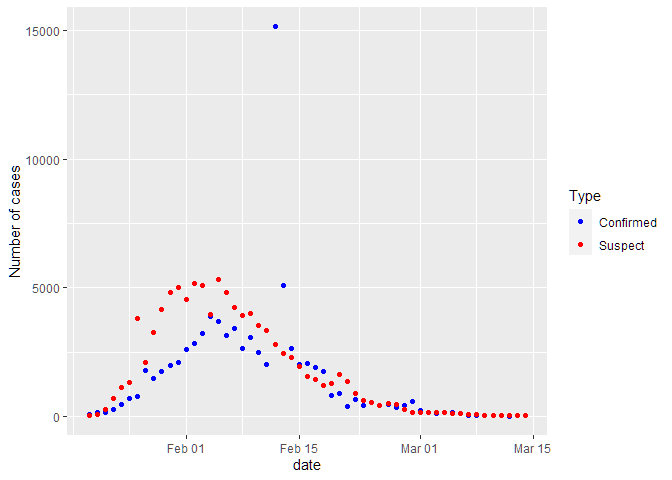 15000
10000
5000
0
Number of cases
Feb 01
Feb 15
Mar 01
Mar 15
date
Type
Confirmed
Suspect